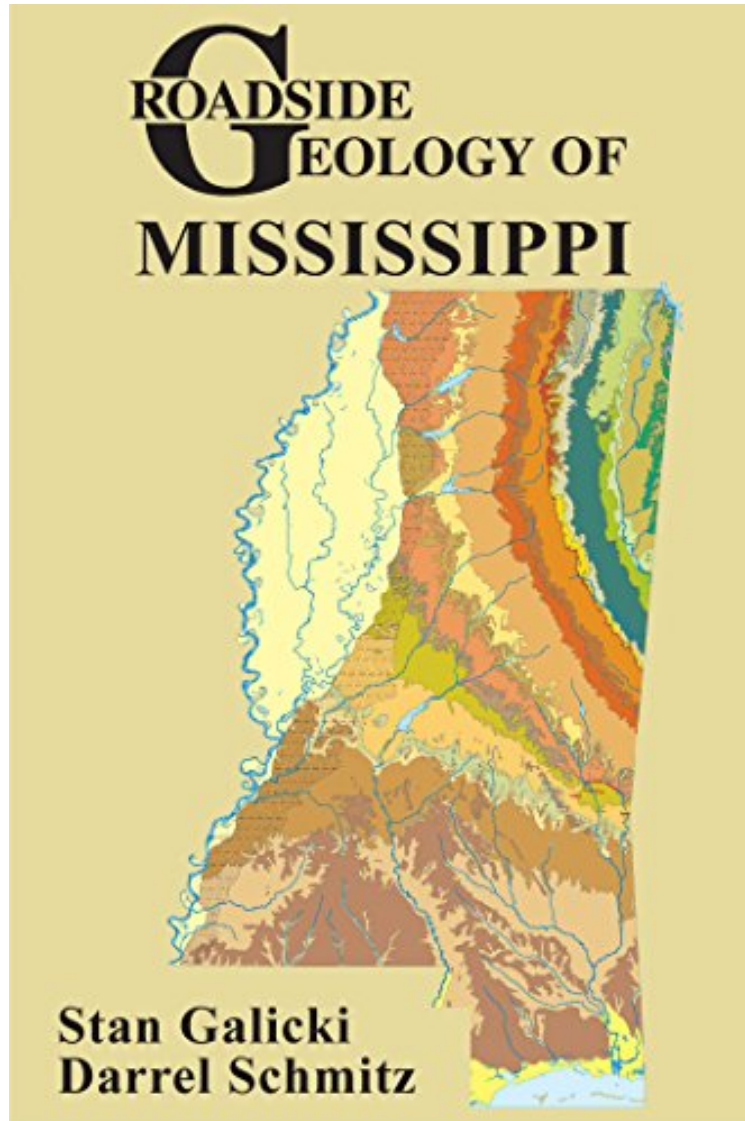 ROADSIDE
GEOLOGY OF
MISSISSIPPI
Stan Galicki
Darrel Schmitz